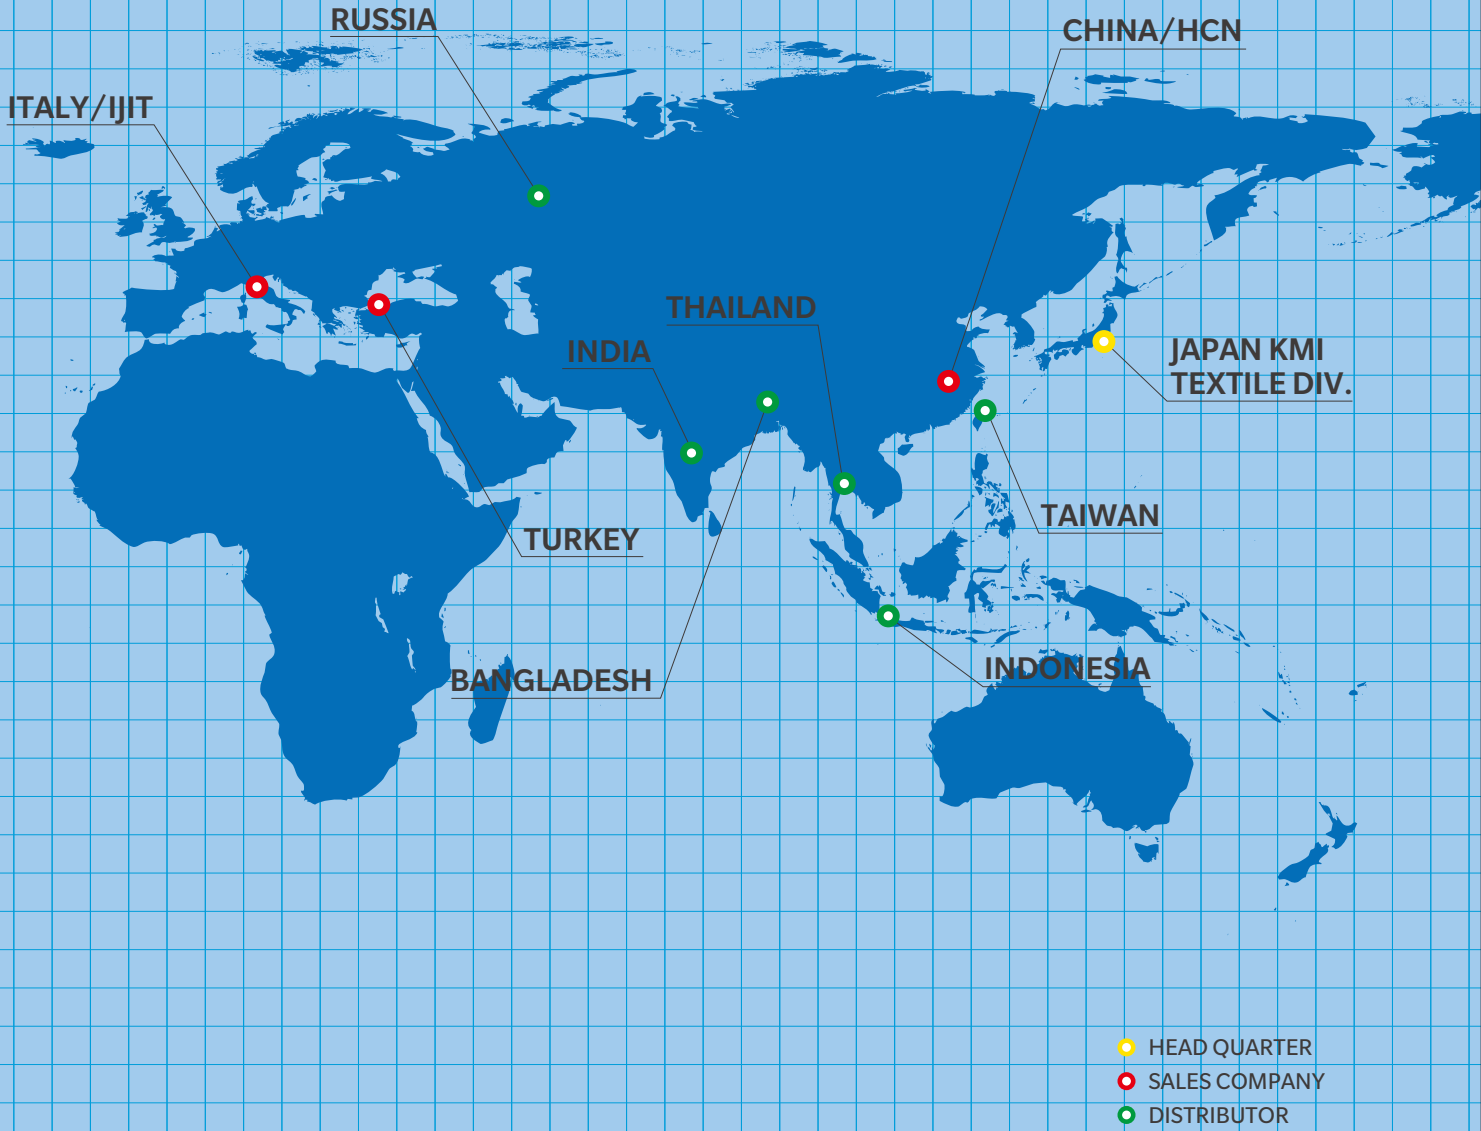 RUSSIA
CHINA/HCN
ITALY/IJIT
THAILAND
INDIA
JAPAN KMI
TEXTILE DIV.
TAIWAN
TURKEY
INDONESIA
BANGLADESH
HEAD QUARTER
SALES COMPANY
DISTRIBUTOR